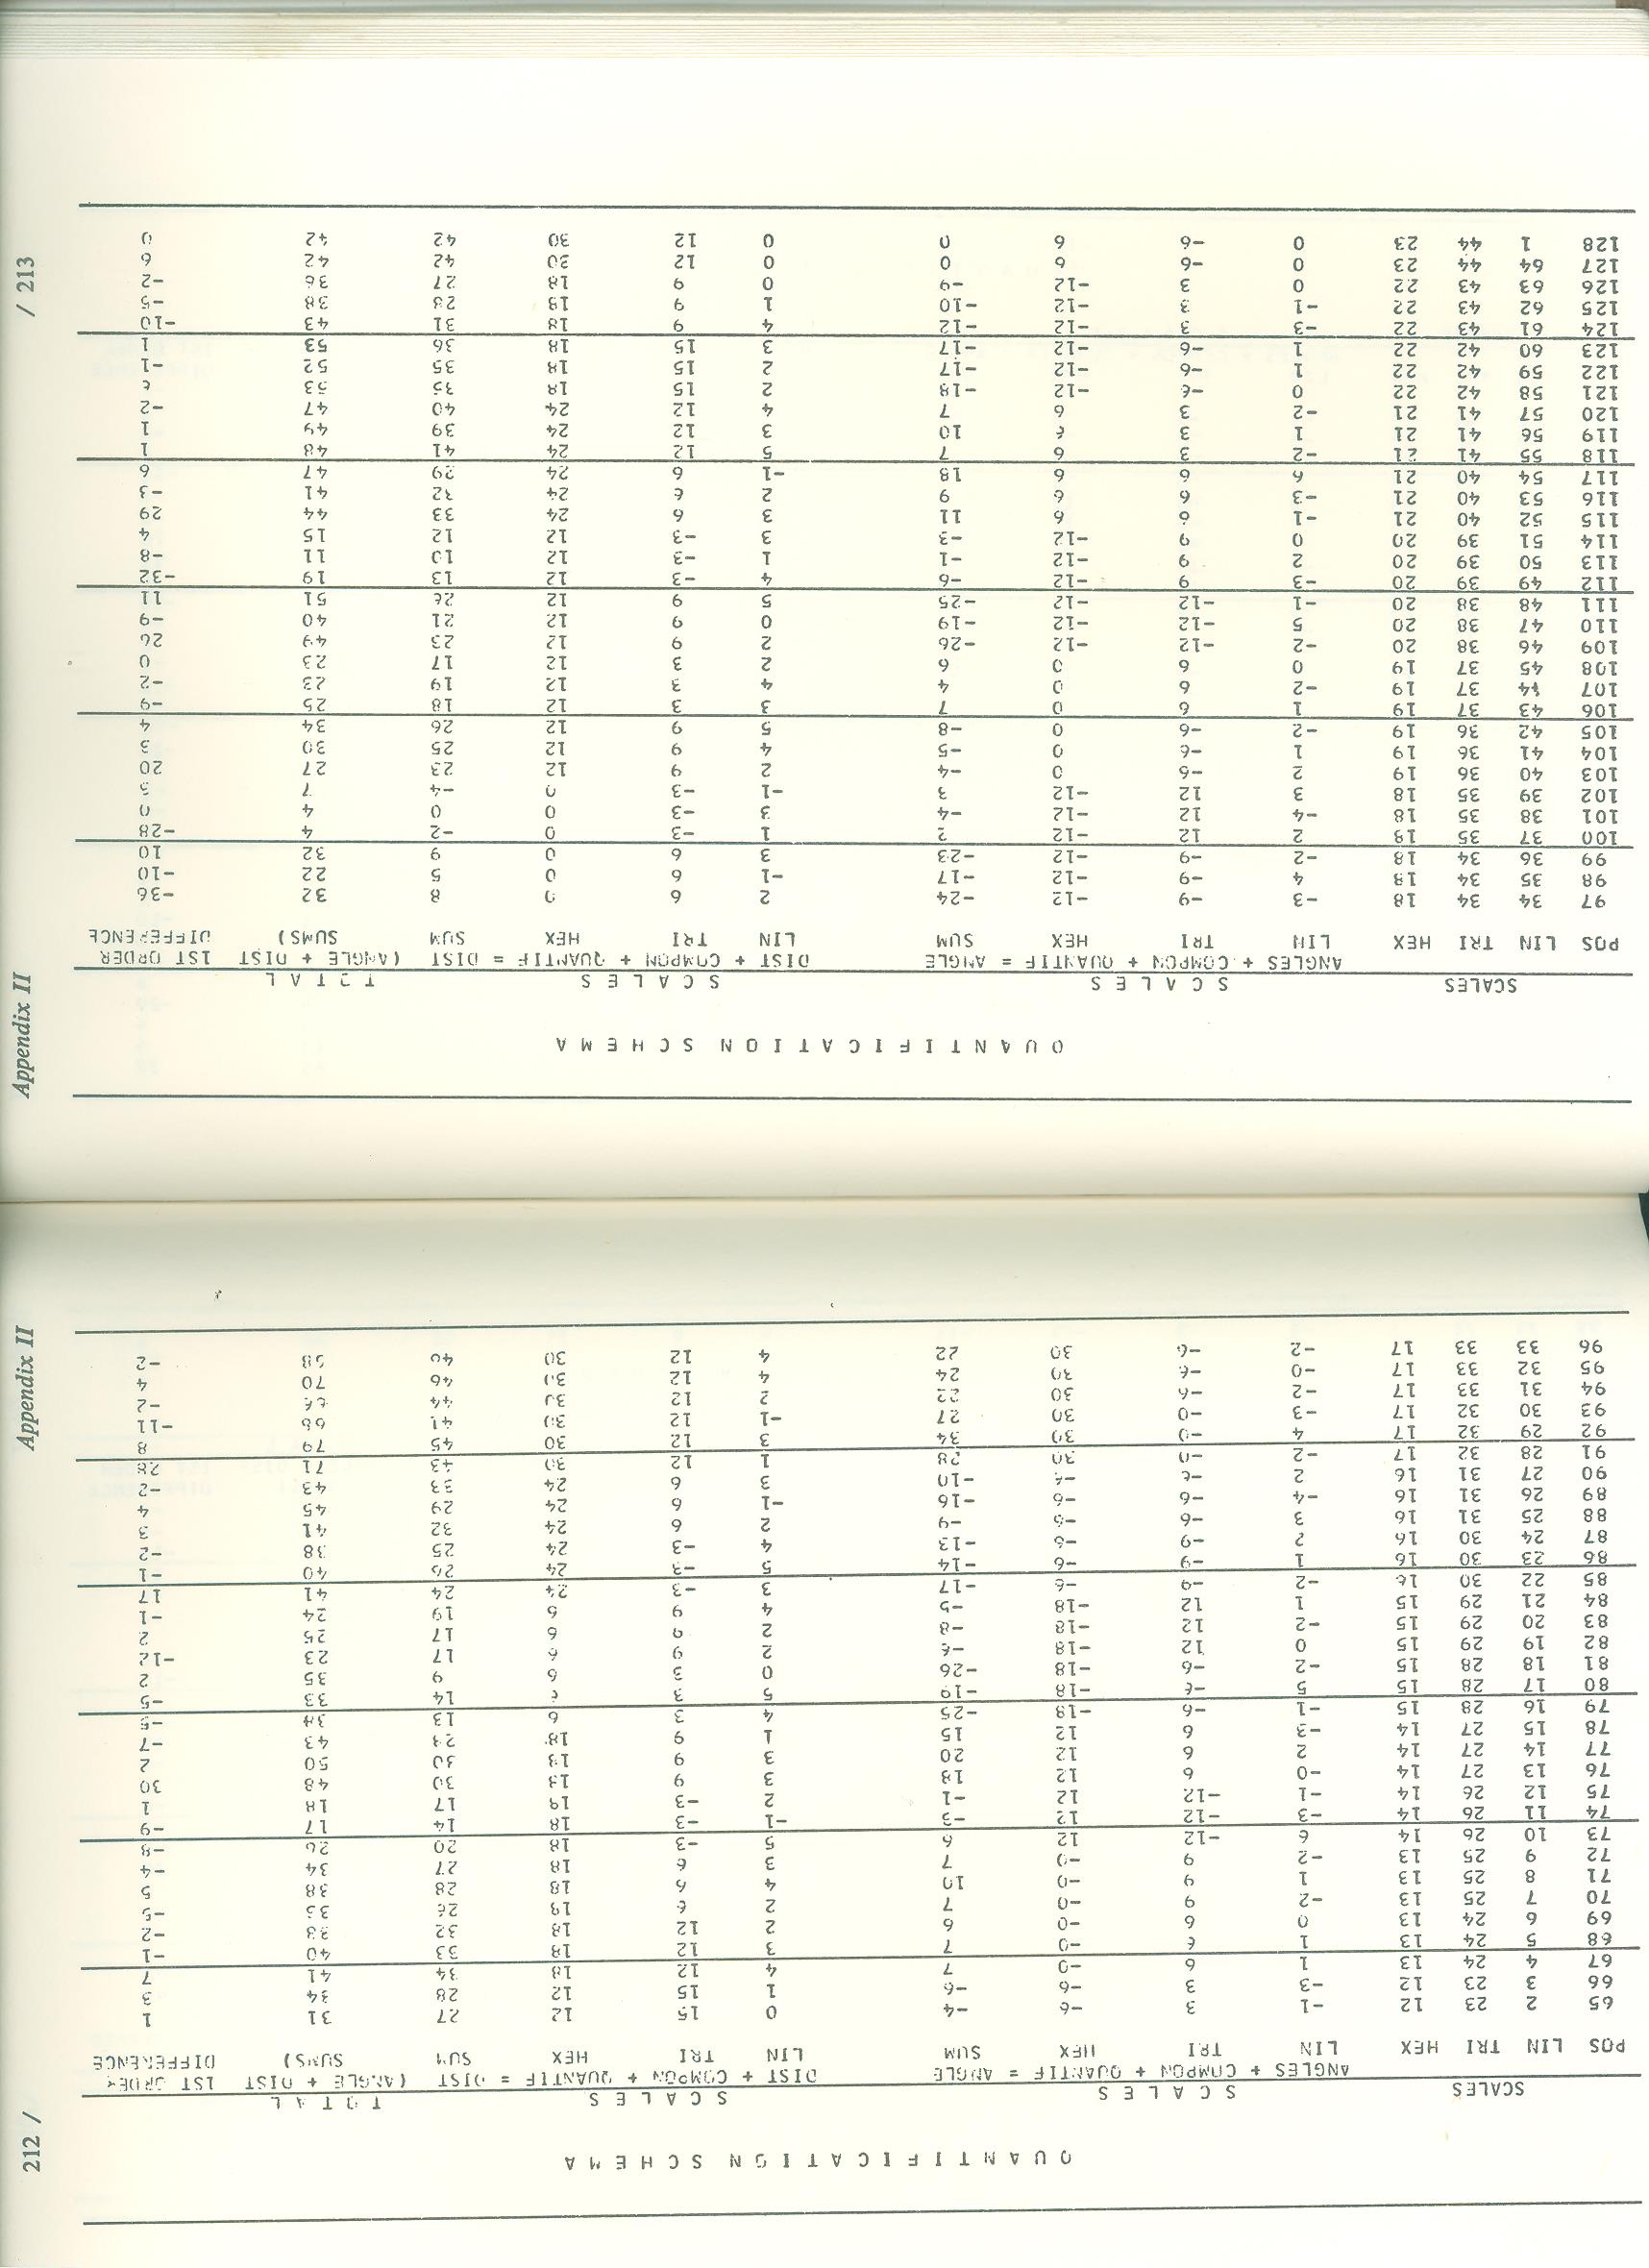 212 / Appendix II
QUANTIFICATION SCHEMA
SCALES SCALES SCALES TOTAL
ANGLES + COMPON + QUANTIF = ANGLE DIST + COMPON + QUANTIF = DIST (ANGLE + DIST 1ST ORDER
POS LIN TRI HEX LIN TRI HEX SUM LIN TRI HEX SUM SUMS) DIFFERENCE
65 2 23 12 -1 3 -6 -4 0 15 12 27 31 1
66 3 23 12 -3 3 -6 -6 1 15 12 28 34 3
67 4 24 13 1 6 -0 7 4 12 18 34 41 7
68 5 24 13 1 6 -0 7 3 12 18 33 40 -1
69 6 24 13 0 6 -0 6 2 12 18 32 38 -2
70 7 25 13 -2 9 -0 7 2 6 18 26 33 -5
71 8 25 13 1 9 -0 10 4 6 18 28 38 5
72 9 25 13 -2 9 -0 7 3 6 18 27 34 -4
73 10 26 14 6 -12 12 6 5 -3 18 20 26 -8
74 11 26 14 -3 -12 12 -3 -1 -3 18 14 17 -9
75 12 26 14 -1 -12 12 -1 2 -3 18 17 18 1
76 13 27 14 -0 6 12 18 3 9 18 30 48 30
77 14 27 14 2 6 12 20 3 9 18 30 50 2
78 15 27 14 -3 6 12 15 1 9 18 28 43 -7
79 16 28 15 -1 -6 -18 -25 4 3 6 13 38 -5
80 17 28 15 5 -6 -18 -19 5 3 6 14 33 -5
81 18 28 15 -2 -6 -18 -26 0 3 6 9 35 2
82 19 29 15 0 12 -18 -6 2 9 6 17 23 -12
83 20 29 15 -2 12 -18 -8 2 9 6 17 25 2
84 21 29 15 1 12 -18 -5 4 9 6 19 24 -1
85 22 30 16 -2 -9 -6 -17 3 -3 24 24 41 17
86 23 30 16 1 -9 -6 -14 5 -3 24 26 40 -1
87 24 30 16 2 -9 -6 -13 4 -3 24 25 38 -2
88 25 31 16 3 -6 -6 -9 2 6 24 32 41 3
89 26 31 16 -4 -6 -6 -16 -1 6 24 29 45 4
90 27 31 16 2 -6 -6 -10 3 6 24 33 43 -2
91 28 32 17 -2 -0 30 28 1 12 30 43 71 28
92 29 32 17 4 -0 30 34 3 12 30 45 79 8
93 30 32 17 -3 -0 30 27 -1 12 30 41 68 -11
94 31 33 17 -2 -6 30 22 2 12 30 44 66 -2
95 32 33 17 -0 -6 30 24 4 12 30 46 70 4
96 33 33 17 -2 -6 30 22 4 12 30 46 68 -2
Appendix II / 213
QUANTIFICATION SCHEMA
SCALES SCALES SCALES TOTAL
ANGLES + COMPON + QUANTIF = ANGLE DIST + COMPON + QUANTIF = DIST (ANGLE + DIST 1ST ORDER
POS LIN TRI HEX LIN TRI HEX SUM LIN TRI HEX SUM SUMS) DIFFERENCE
97 34 34 18 -3 -9 -12 -24 2 6 0 8 32 -36
98 35 34 18 4 -9 -12 -17 -1 6 0 5 22 -10
99 36 34 18 -2 -9 -12 -23 3 6 0 9 32 10
100 37 35 18 2 12 -12 2 1 -3 0 -2 4 -28
101 38 35 18 -4 12 -12 -4 3 -3 0 0 4 0
102 39 35 18 3 12 -12 3 -1 -3 0 -4 7 3
103 40 36 19 2 -6 0 -4 2 9 12 23 27 20
104 41 36 19 1 -6 0 -5 4 9 12 25 30 3
105 42 36 19 -2 -6 0 -8 5 9 12 26 34 4
106 43 37 19 1 6 0 7 3 3 12 18 25 -9
107 44 37 19 -2 6 0 4 4 3 12 19 23 -2
108 45 37 19 0 6 0 6 2 3 12 17 23 0
109 46 38 20 -2 -12 -12 -26 2 9 12 23 49 26
110 47 38 20 5 -12 -12 -19 0 9 12 21 40 -9
111 48 38 20 -1 -12 -12 -25 5 9 12 26 51 11
112 49 39 20 -3 9 -12 -6 4 -3 12 13 19 -32
113 50 39 20 2 9 -12 -1 1 -3 12 10 11 -8
114 51 39 20 0 9 -12 -3 3 -3 12 12 15 4
115 52 40 21 -1 6 6 11 3 6 24 33 44 29
116 53 40 21 -3 6 6 9 2 6 24 32 41 -3
117 54 40 21 6 6 6 18 -1 6 24 29 47 6
118 55 41 21 -2 3 6 7 5 12 24 41 48 1
119 56 41 21 1 3 6 10 3 12 24 39 49 1
120 57 41 21 -2 3 6 7 4 12 24 40 47 -2
121 58 42 22 0 -6 -12 -18 2 15 18 35 53 6
122 59 42 22 1 -6 -12 -17 2 15 18 35 52 -1
123 60 42 22 1 -6 -12 -17 3 15 18 36 53 1
124 61 43 22 -3 3 -12 -12 4 9 18 31 43 -10
125 62 43 22 -1 3 -12 -10 1 9 18 28 38 -5
126 63 43 22 0 3 -12 -9 0 9 18 27 36 -2
127 64 44 23 0 -6 6 0 0 12 30 42 42 6
128 1 44 23 0 -6 6 0 0 12 30 42 42 0